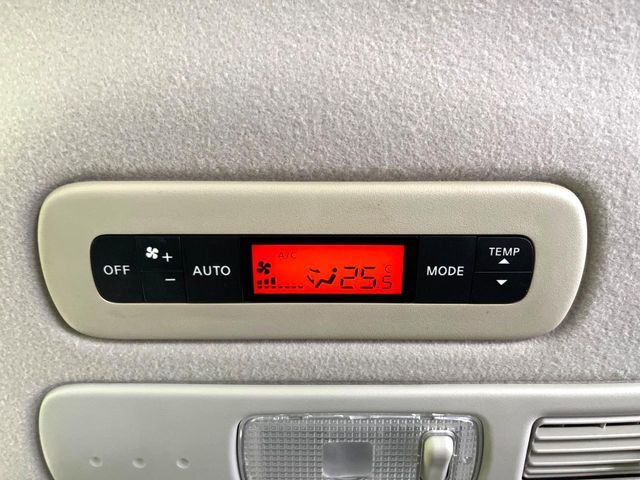 OFF + − AUTO A/C 25 C 5 MODE TEMP